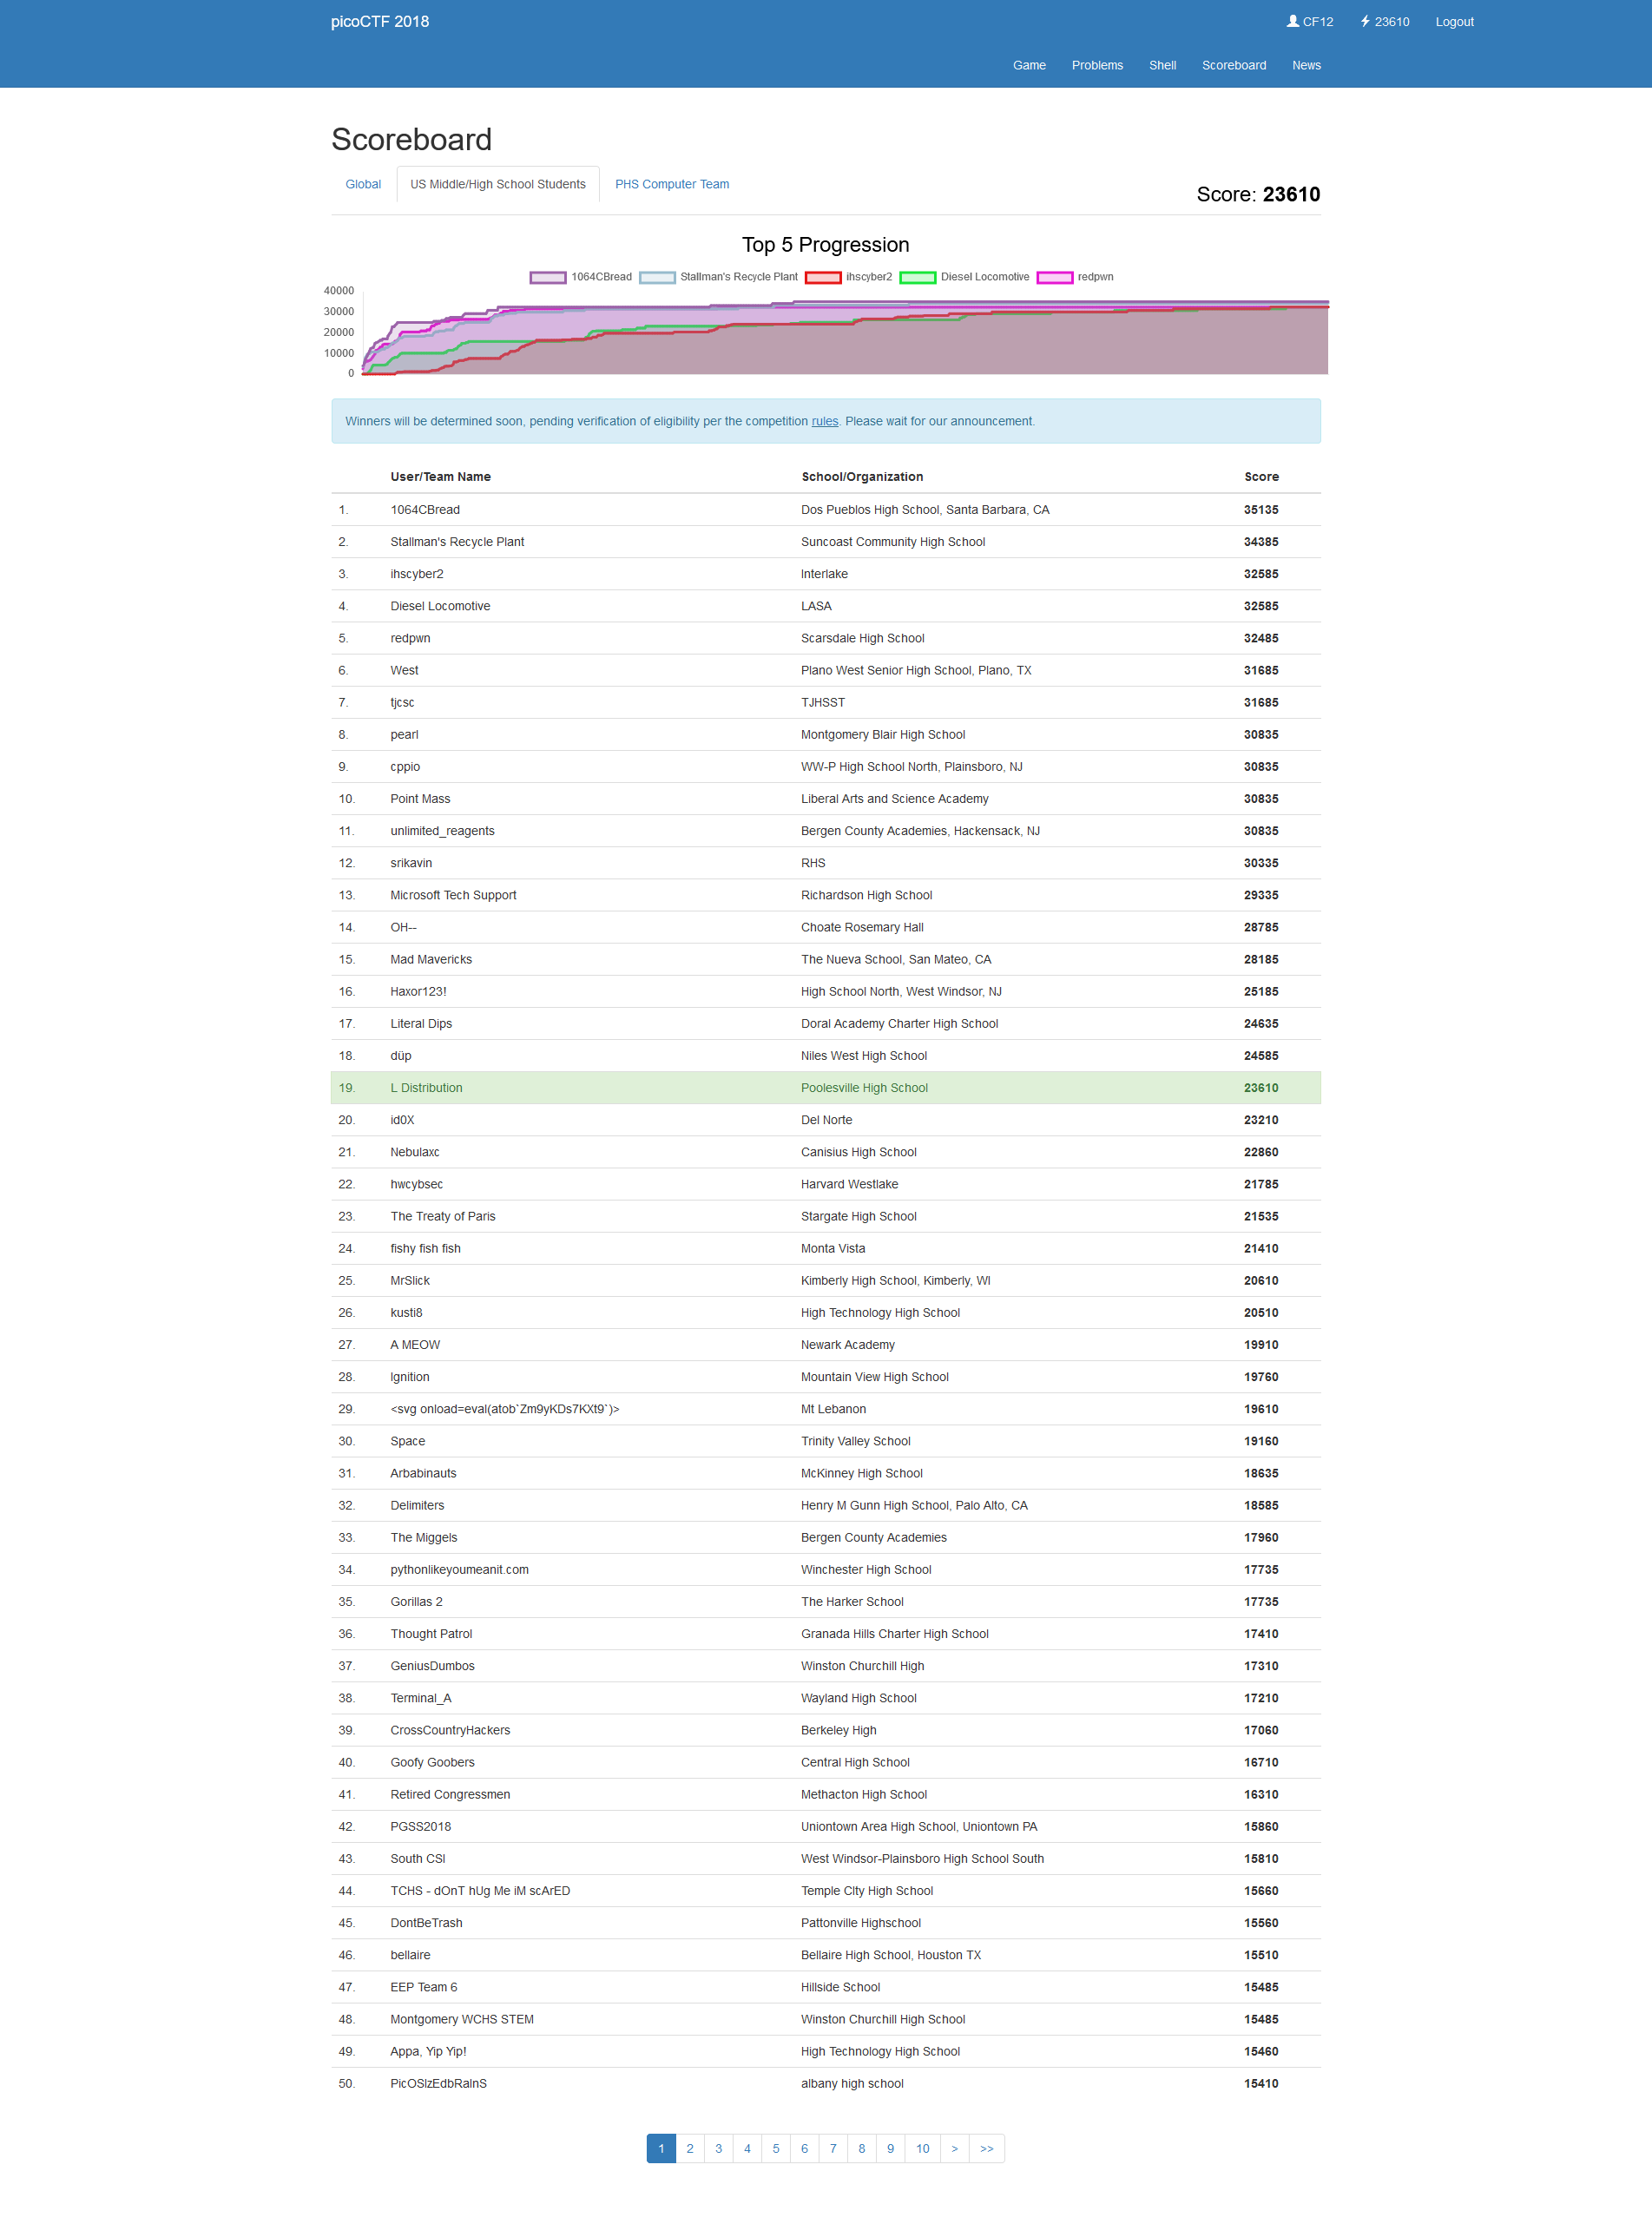 picoCTF 2018
CF12 23610 Logout
Game Problems Shell Scoreboard News
Scoreboard
Global US Middle/High School Students PHS Computer Team
Score: 23610
Top 5 Progression
1064CBread Stallman's Recycle Plant ihscyber2 Diesel Locomotive redpwn
40000
30000
20000
10000
0
Winners will be determined soon, pending verification of eligibility per the competition rules. Please wait for our announcement.
User/Team Name School/Organization Score
1. 1064CBread Dos Pueblos High School, Santa Barbara, CA 35135
2. Stallman's Recycle Plant Suncoast Community High School 34385
3. ihscyber2 Interlake 32585
4. Diesel Locomotive LASA 32585
5. redpwn Scarsdale High School 32485
6. West Plano West Senior High School, Plano, TX 31685
7. tjcsc TJHSST 31685
8. pearl Montgomery Blair High School 30835
9. cppio WW-P High School North, Plainsboro, NJ 30835
10. Point Mass Liberal Arts and Science Academy 30835
11. unlimited_reagents Bergen County Academies, Hackensack, NJ 30835
12. srikavin RHS 30335
13. Microsoft Tech Support Richardson High School 29335
14. OH-- Choate Rosemary Hall 28785
15. Mad Mavericks The Nueva School, San Mateo, CA 28185
16. Haxor123! High School North, West Windsor, NJ 25185
17. Literal Dips Doral Academy Charter High School 24635
18. düp Niles West High School 24585
19. L Distribution Poolesville High School 23610
20. id0X Del Norte 23210
21. Nebulaxc Canisius High School 22860
22. hwcybsec Harvard Westlake 21785
23. The Treaty of Paris Stargate High School 21535
24. fishy fish fish Monta Vista 21410
25. MrSlick Kimberly High School, Kimberly, WI 20610
26. kusti8 High Technology High School 20510
27. A MEOW Newark Academy 19910
28. Ignition Mountain View High School 19760
29. <svg onload=eval(atob`Zm9yKDs7KXt9`)> Mt Lebanon 19610
30. Space Trinity Valley School 19160
31. Arbabinauts McKinney High School 18635
32. Delimiters Henry M Gunn High School, Palo Alto, CA 18585
33. The Miggels Bergen County Academies 17960
34. pythonlikeyoumeanit.com Winchester High School 17735
35. Gorillas 2 The Harker School 17735
36. Thought Patrol Granada Hills Charter High School 17410
37. GeniusDumbos Winston Churchill High 17310
38. Terminal_A Wayland High School 17210
39. CrossCountryHackers Berkeley High 17060
40. Goofy Goobers Central High School 16710
41. Retired Congressmen Methacton High School 16310
42. PGSS2018 Uniontown Area High School, Uniontown PA 15860
43. South CSI West Windsor-Plainsboro High School South 15810
44. TCHS - dOnT hUg Me iM scArED Temple CIty High School 15660
45. DontBeTrash Pattonville Highschool 15560
46. bellaire Bellaire High School, Houston TX 15510
47. EEP Team 6 Hillside School 15485
48. Montgomery WCHS STEM Winston Churchill High School 15485
49. Appa, Yip Yip! High Technology High School 15460
50. PicOSIzEdbRaInS albany high school 15410
1 2 3 4 5 6 7 8 9 10 > >>